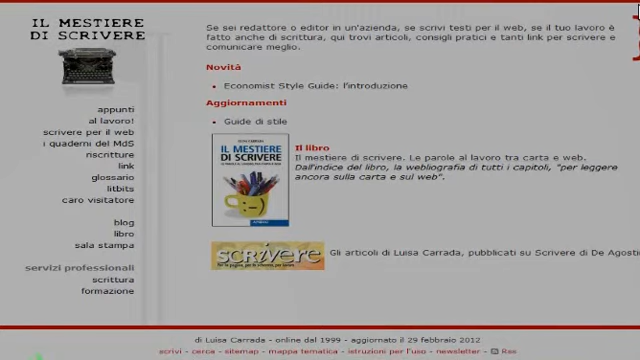 IL MESTIERE
DI SCRIVERE
appunti
al lavoro!
scrivere per il web
i quaderni del MdS
riscritture
link
glossario
litbits
caro visitatore
blog
libro
sala stampa
servizi professionali
scrittura
formazione
Se sei redattore o editor in un'azienda, se scrivi testi per il web, se il tuo lavoro è
fatto anche di scrittura, qui trovi articoli, consigli pratici e tanti link per scrivere e
comunicare meglio.
Novità
Economist Style Guide: l'introduzione
Aggiornamenti
Guide di stile
IL MESTIERE
DI SCRIVERE
Il libro
Il mestiere di scrivere. Le parole al lavoro tra carta e web.
Dall'indice del libro, la webliografia di tutti i capitoli, "per leggere
ancora sulla carta e sul web".
scrivere
Gli articoli di Luisa Carrada, pubblicati su Scrivere di De Agosti
di Luisa Carrada - online dal 1999 - aggiornato il 29 febbraio 2012
scrivi - cerca - sitemap - mappa tematica - istruzioni per l'uso - newsletter - Rss